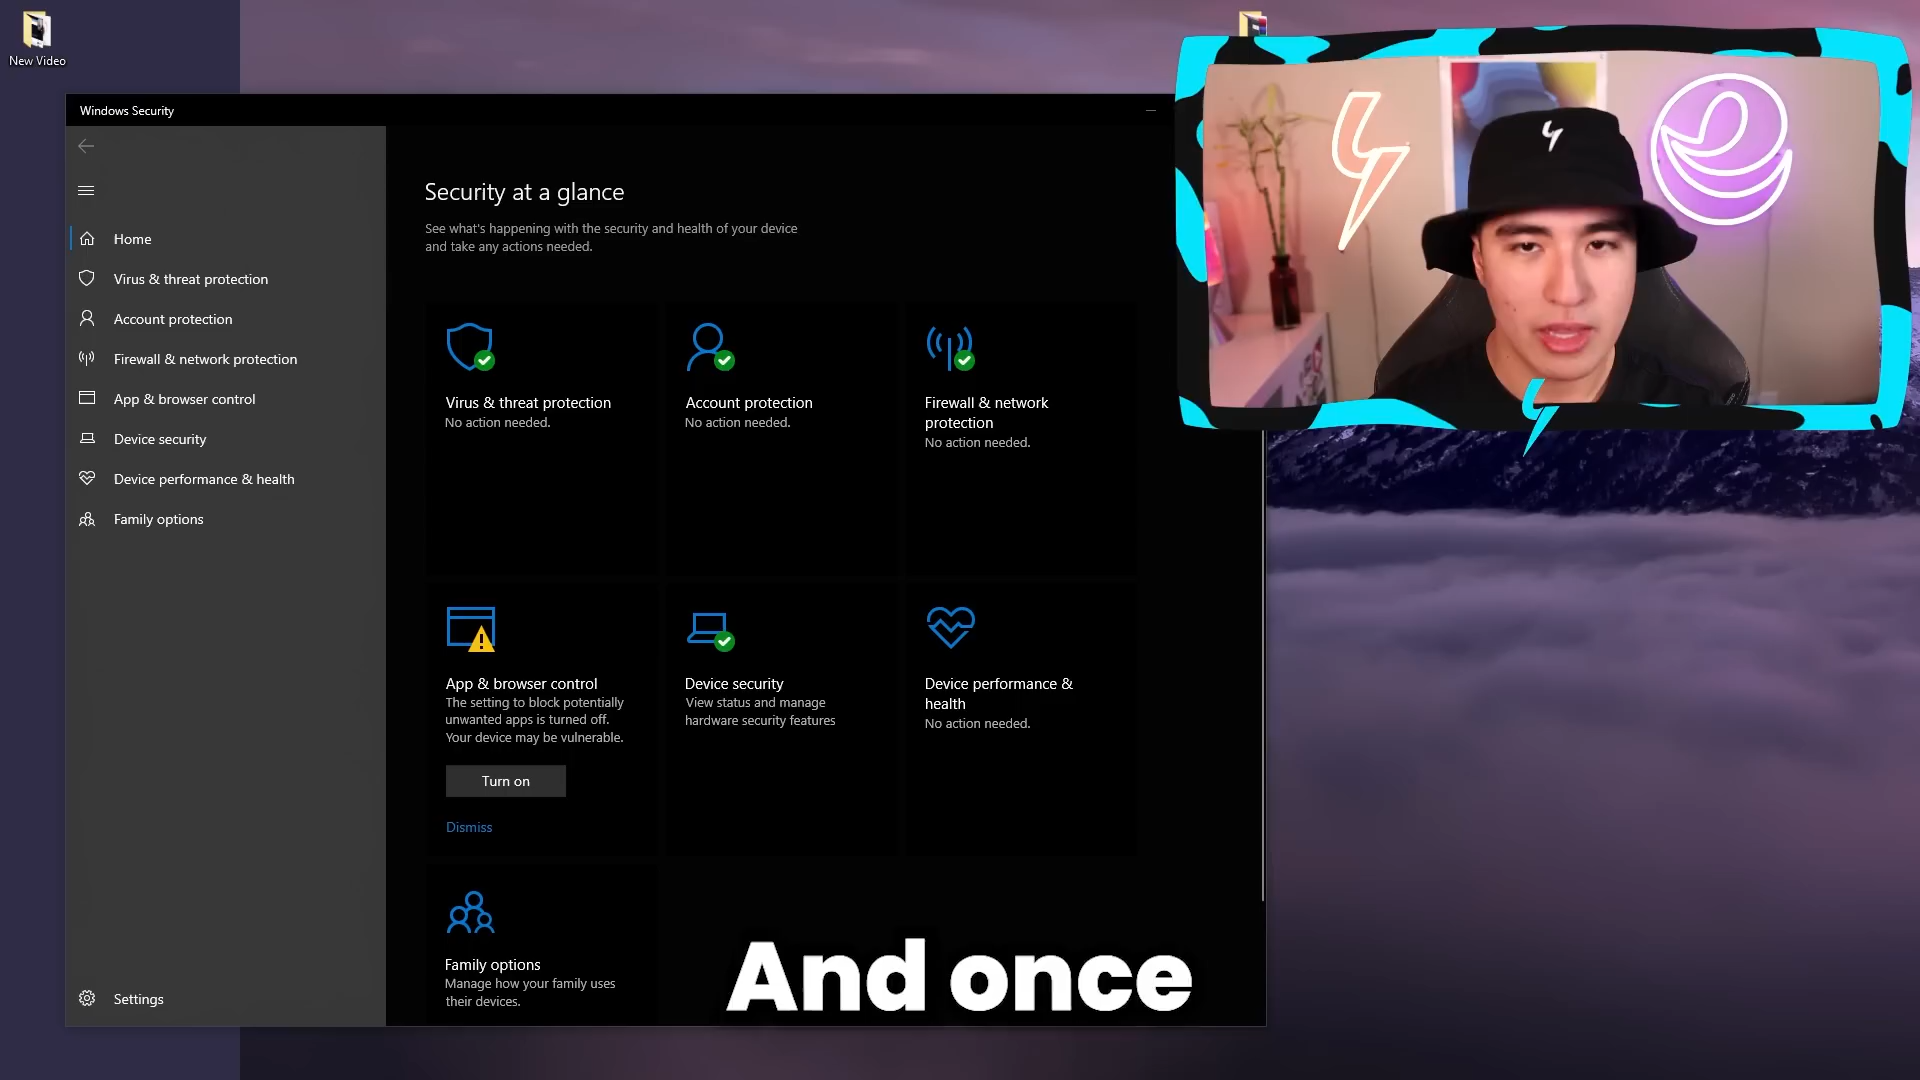 New Video
Windows Security
Home
Virus & threat protection
Account protection
Firewall & network protection
App & browser control
Device security
Device performance & health
Family options
Settings
Security at a glance
See what's happening with the security and health of your device
and take any actions needed.
Virus & threat protection
No action needed.
Account protection
No action needed.
Firewall & network
protection
No action needed.
App & browser control
The setting to block potentially
unwanted apps is turned off.
Your device may be vulnerable.
Turn on
Dismiss
Device security
View status and manage
hardware security features
Device performance &
health
No action needed.
Family options
Manage how your family uses
their devices.
And once